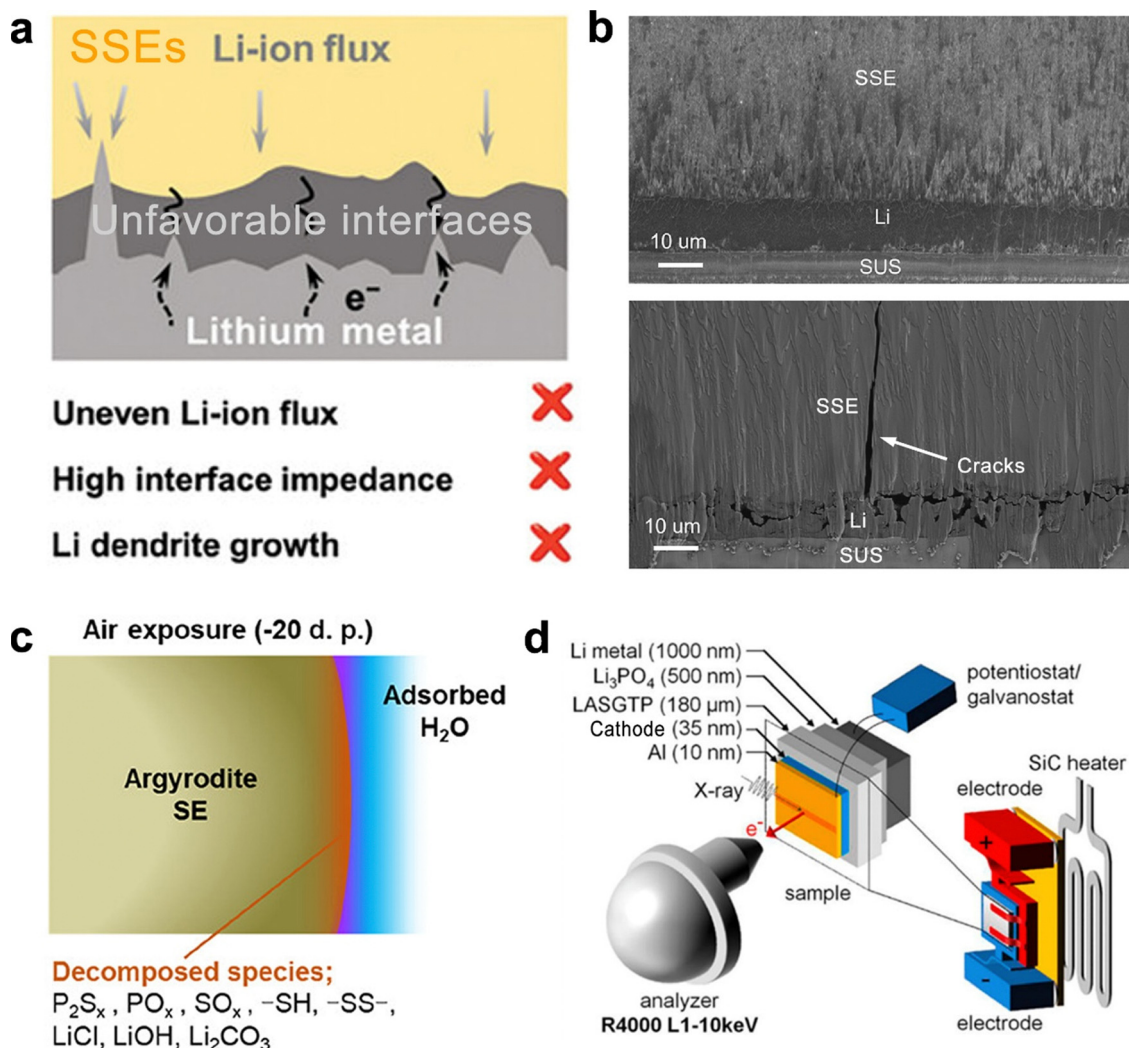 a
SSEs Li-ion flux
Unfavorable interfaces
e⁻
Lithium metal
Uneven Li-ion flux
High interface impedance
Li dendrite growth
b
SSE
Li
10 um
SUS
SSE
Cracks
Li
10 um
SUS
c
Air exposure (-20 d. p.)
Adsorbed
H₂O
Argyrodite
SE
Decomposed species;
P₂Sₓ, POₓ, SOₓ, -SH, -SS-,
LiCl, LiOH, Li₂CO₃
d
Li metal (1000 nm)
Li₃PO₄ (500 nm)
LASGTP (180 µm)
Cathode (35 nm)
Al (10 nm)
X-ray
e⁻
potentiostat/
galvanostat
SiC heater
electrode
+
sample
−
analyzer
R4000 L1-10keV
electrode